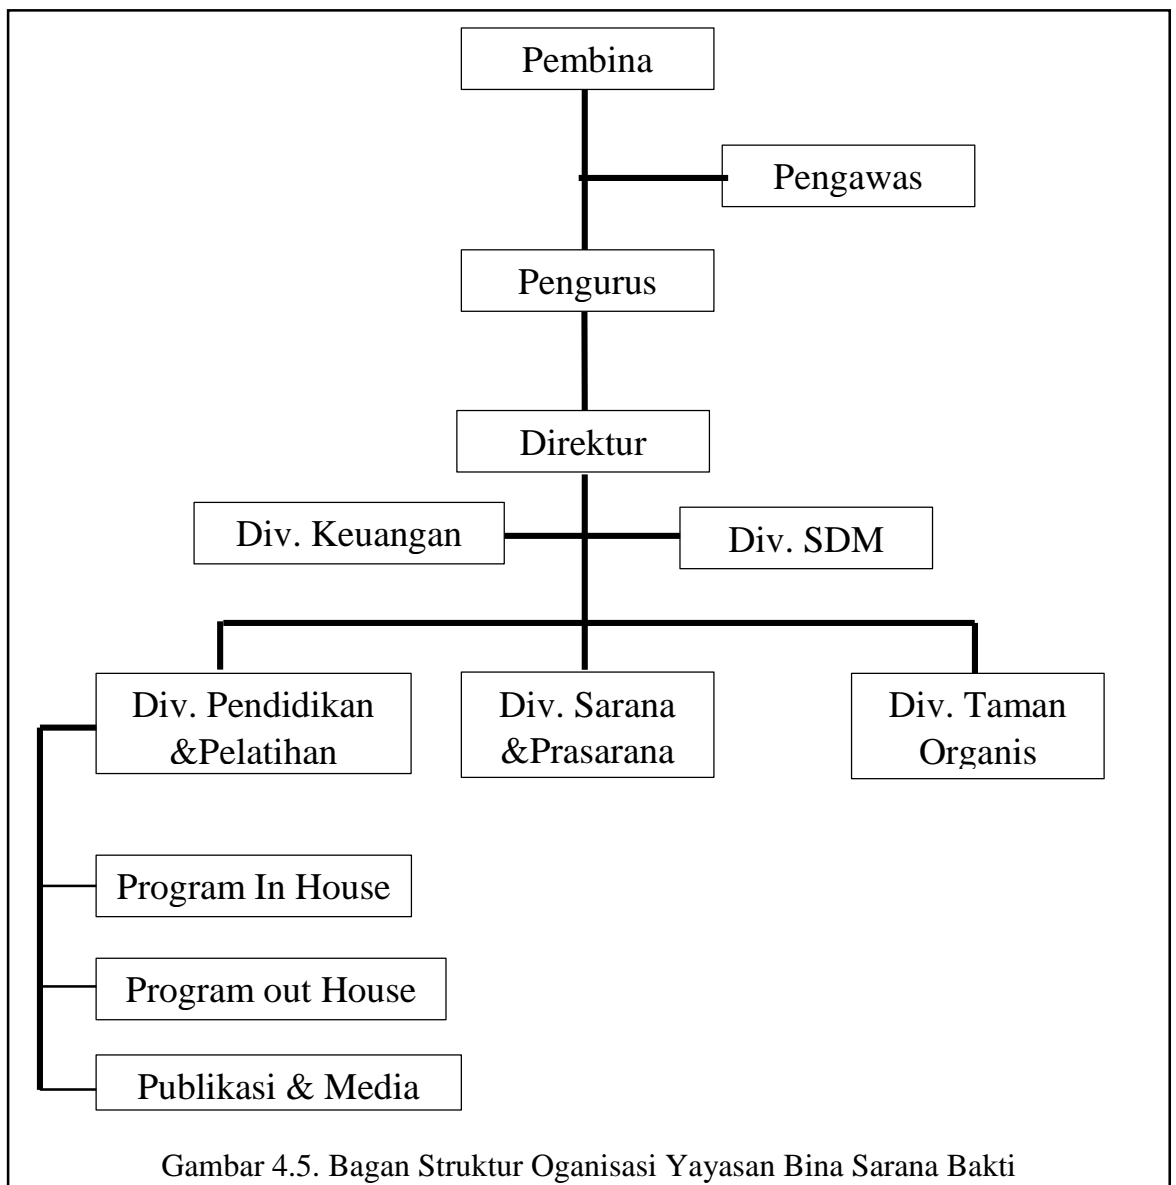 Pembina
Pengawas
Pengurus
Direktur
Div. Keuangan
Div. SDM
Div. Pendidikan
&Pelatihan
Div. Sarana
&Prasarana
Div. Taman
Organis
Program In House
Program out House
Publikasi & Media
Gambar 4.5. Bagan Struktur Oganisasi Yayasan Bina Sarana Bakti